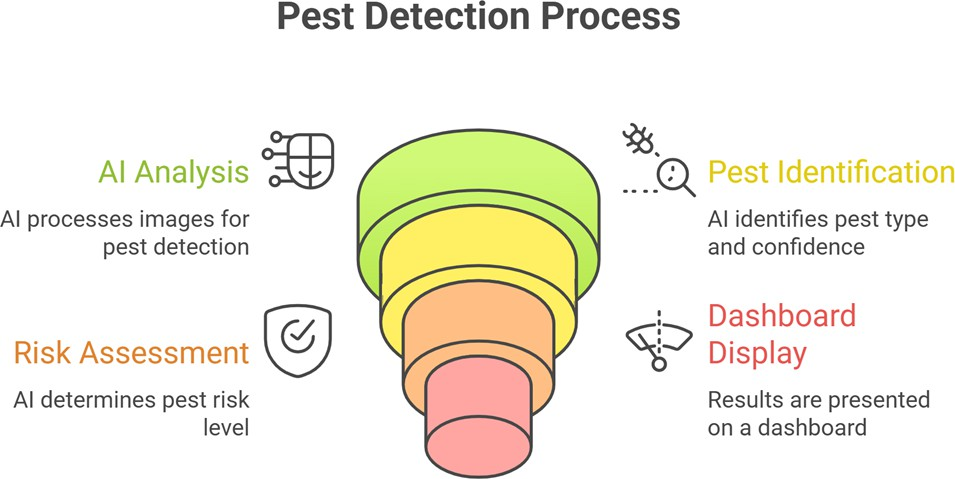 Pest Detection Process
AI Analysis
AI processes images for
pest detection
Pest Identification
AI identifies pest type
and confidence
Risk Assessment
AI determines pest risk
level
Dashboard
Display
Results are presented
on a dashboard